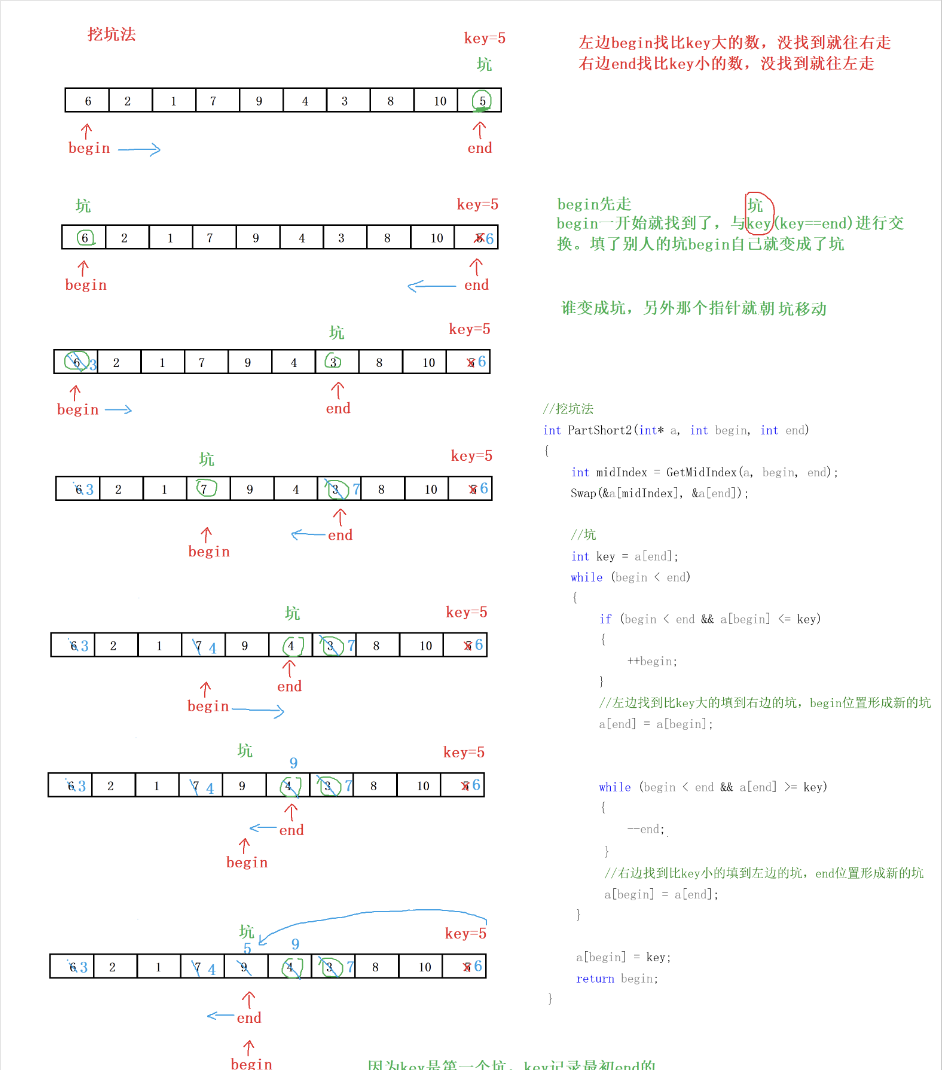 挖坑法
key=5
坑
6 2 1 7 9 4 3 8 10 5
begin
end
左边begin找比key大的数，没找到就往右走
右边end找比key小的数，没找到就往左走
坑
key=5
6 2 1 7 9 4 3 8 10 5 6
begin
end
begin先走
坑
begin一开始就找到了，与key(key==end)进行交
换。填了别人的坑begin自己就变成了坑
谁变成坑，另外那个指针就朝坑移动
坑
key=5
6 3 2 1 7 9 4 3 8 10 5 6
begin
end
坑
key=5
6 3 2 1 7 9 4 3 7 8 10 5 6
begin
end
坑
key=5
6 3 2 1 7 4 9 4 3 7 8 10 5 6
end
begin
坑
key=5
9
6 3 2 1 7 4 9 4 3 7 8 10 5 6
end
begin
坑
key=5
5 9
6 3 2 1 7 4 9 4 3 7 8 10 5 6
end
begin
//挖坑法
int PartShort2(int* a, int begin, int end)
{
int midIndex = GetMidIndex(a, begin, end);
Swap(&a[midIndex], &a[end]);
//坑
int key = a[end];
while (begin < end)
{
if (begin < end && a[begin] <= key)
{
++begin;
}
//左边找到比key大的填到右边的坑，begin位置形成新的坑
a[end] = a[begin];
while (begin < end && a[end] >= key)
{
--end;
}
//右边找到比key小的填到左边的坑，end位置形成新的坑
a[begin] = a[end];
}
a[begin] = key;
return begin;
}
因为key是第一个坑，key记录最初end的